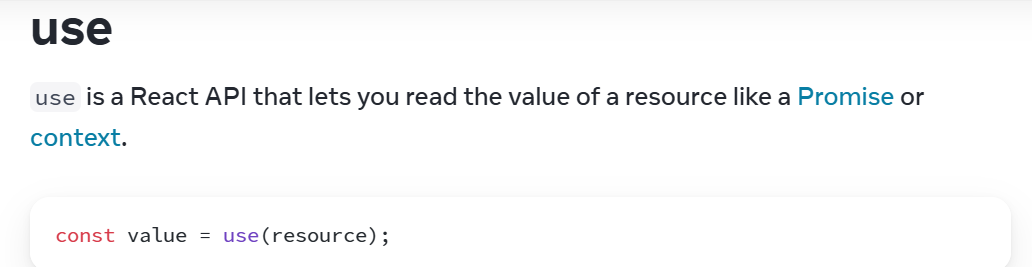 use
use is a React API that lets you read the value of a resource like a Promise or
context.
const value = use(resource);